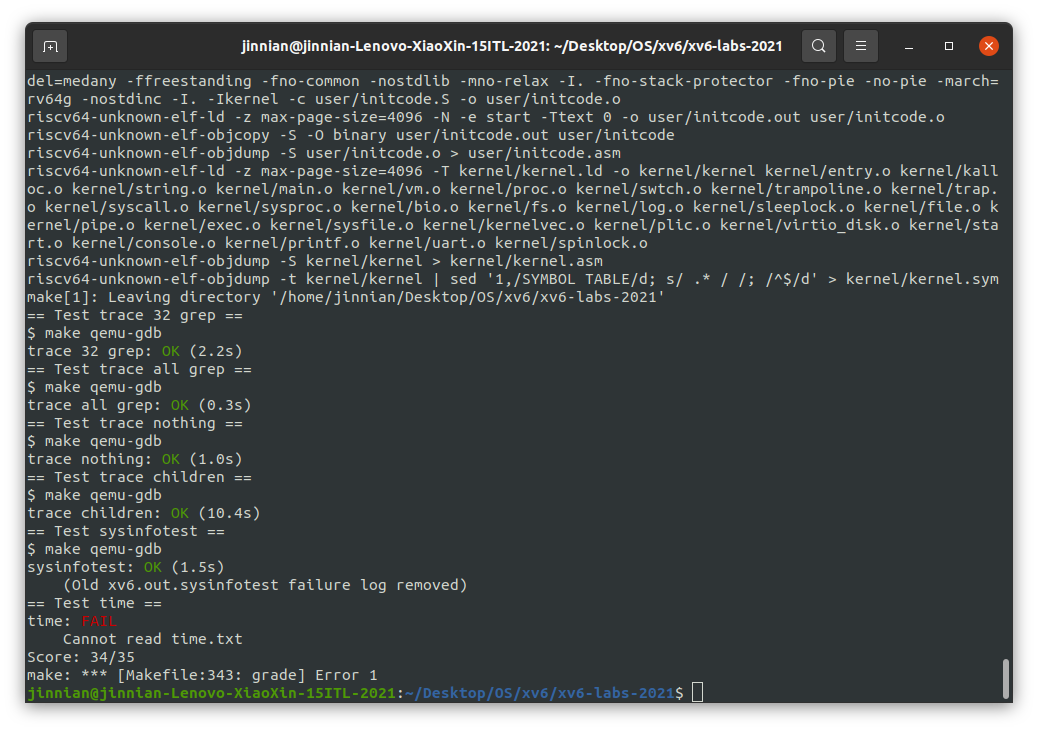 jinnian@jinnian-Lenovo-XiaoXin-15ITL-2021: ~/Desktop/OS/xv6/xv6-labs-2021
del=medany -ffreestanding -fno-common -nostdlib -mno-relax -I. -fno-stack-protector -fno-pie -no-pie -march=
rv64g -nostdinc -I. -Ikernel -c user/initcode.S -o user/initcode.o
riscv64-unknown-elf-ld -z max-page-size=4096 -N -e start -Ttext 0 -o user/initcode.out user/initcode.o
riscv64-unknown-elf-objcopy -S -O binary user/initcode.out user/initcode
riscv64-unknown-elf-objdump -S user/initcode.o > user/initcode.asm
riscv64-unknown-elf-ld -z max-page-size=4096 -T kernel/kernel.ld -o kernel/kernel kernel/entry.o kernel/kall
oc.o kernel/string.o kernel/main.o kernel/vm.o kernel/proc.o kernel/swtch.o kernel/trampoline.o kernel/trap.
o kernel/syscall.o kernel/sysproc.o kernel/bio.o kernel/fs.o kernel/log.o kernel/sleeplock.o kernel/file.o k
ernel/pipe.o kernel/exec.o kernel/sysfile.o kernel/kernelvec.o kernel/plic.o kernel/virtio_disk.o kernel/sta
rt.o kernel/console.o kernel/printf.o kernel/uart.o kernel/spinlock.o
riscv64-unknown-elf-objdump -S kernel/kernel > kernel/kernel.asm
riscv64-unknown-elf-objdump -t kernel/kernel | sed '1,/SYMBOL TABLE/d; s/ .* / /; /^$/d' > kernel/kernel.sym
make[1]: Leaving directory '/home/jinnian/Desktop/OS/xv6/xv6-labs-2021'
== Test trace 32 grep ==
$ make qemu-gdb
trace 32 grep: OK (2.2s)
== Test trace all grep ==
$ make qemu-gdb
trace all grep: OK (0.3s)
== Test trace nothing ==
$ make qemu-gdb
trace nothing: OK (1.0s)
== Test trace children ==
$ make qemu-gdb
trace children: OK (10.4s)
== Test sysinfotest ==
$ make qemu-gdb
sysinfotest: OK (1.5s)
    (Old xv6.out.sysinfotest failure log removed)
== Test time ==
time: FAIL
    Cannot read time.txt
Score: 34/35
make: *** [Makefile:343: grade] Error 1
jinnian@jinnian-Lenovo-XiaoXin-15ITL-2021:~/Desktop/OS/xv6/xv6-labs-2021$